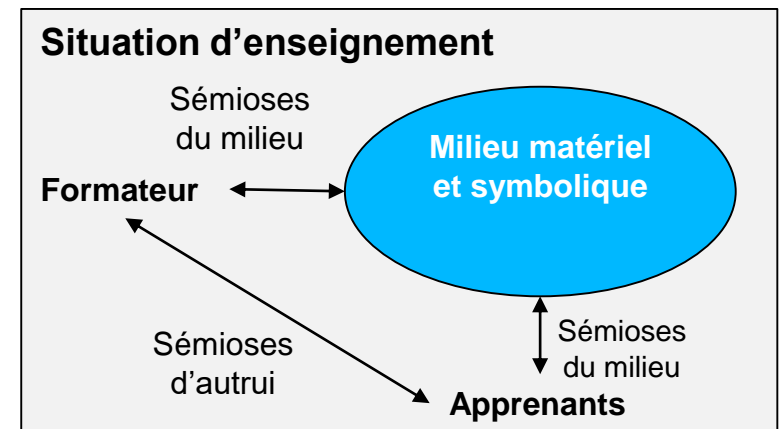 Situation d’enseignement
Sémioses
du milieu
Milieu matériel
et symbolique
Formateur
Sémioses
du milieu
Sémioses
d’autrui
Apprenants